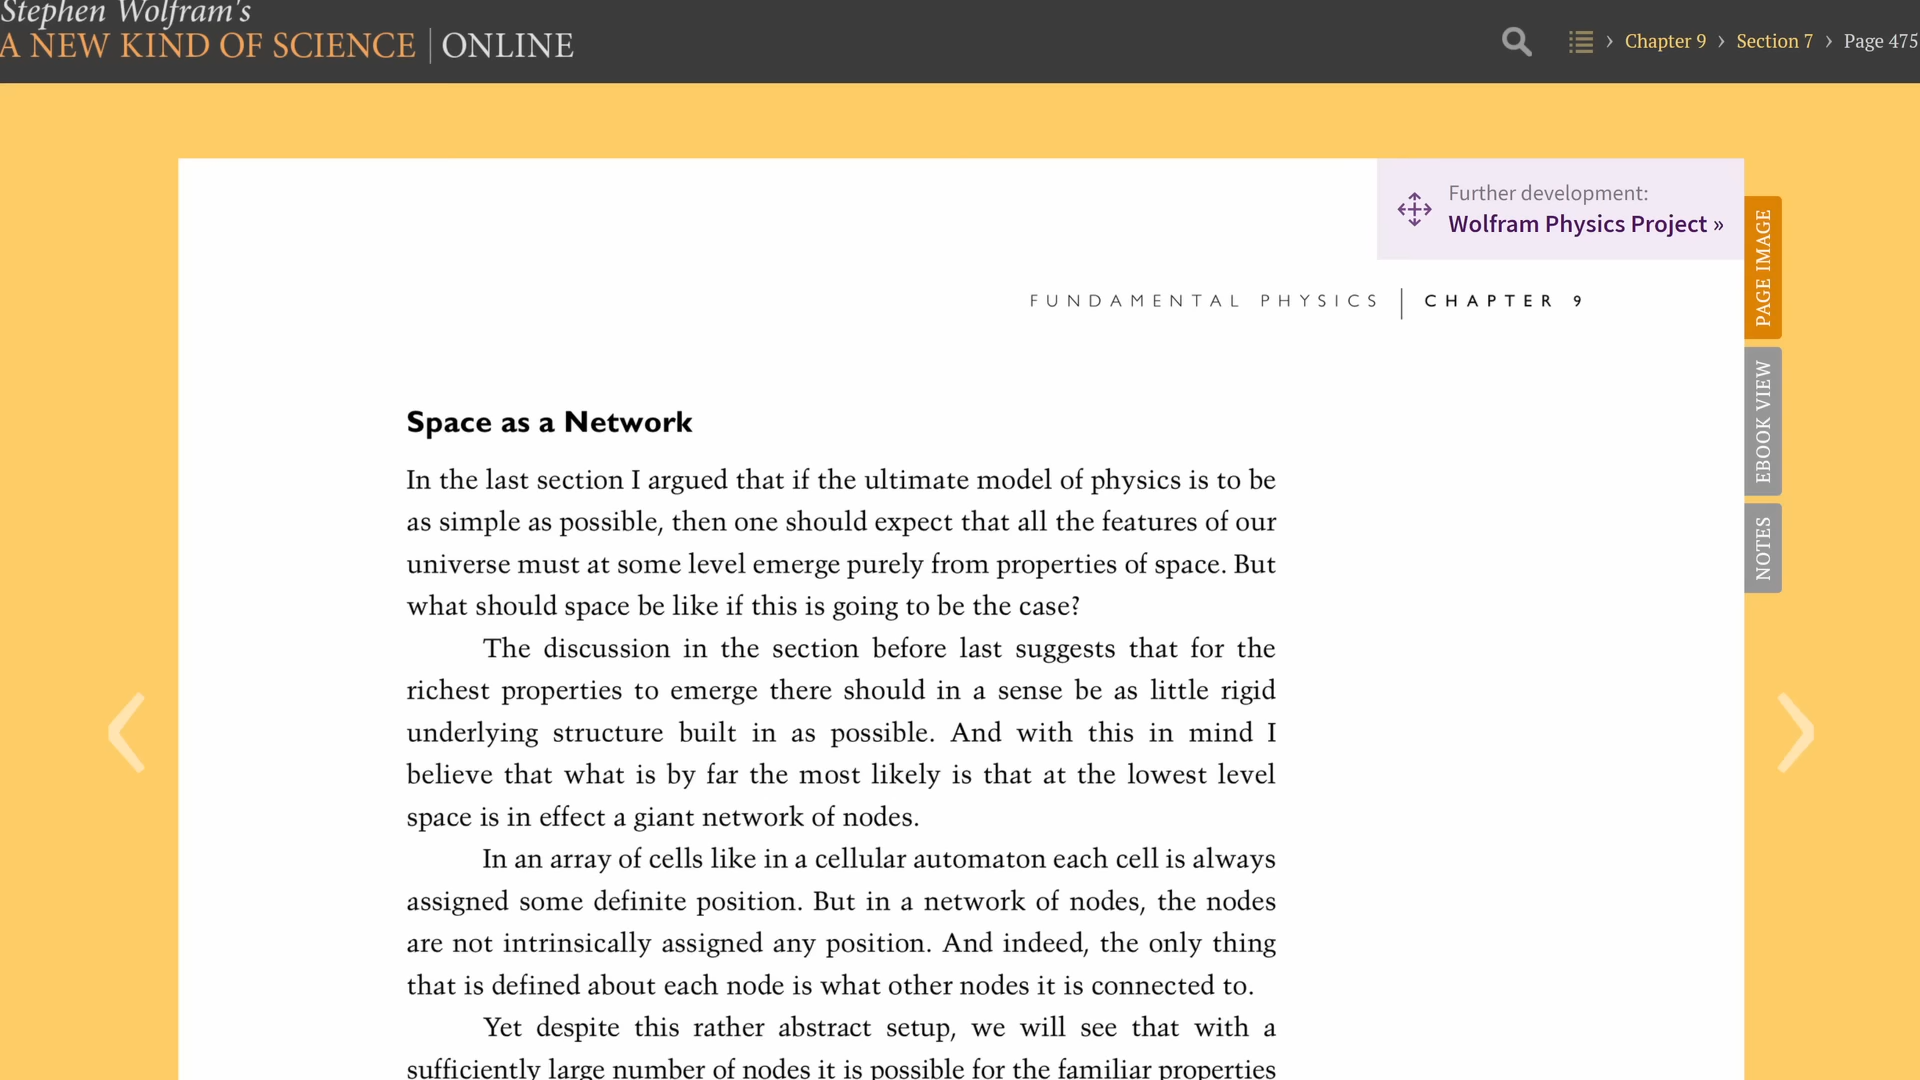 Stephen Wolfram's
A NEW KIND OF SCIENCE | ONLINE
› Chapter 9 › Section 7 › Page 475
Further development:
Wolfram Physics Project »
PAGE IMAGE
EBOOK VIEW
NOTES
FUNDAMENTAL PHYSICS | CHAPTER 9
Space as a Network
In the last section I argued that if the ultimate model of physics is to be
as simple as possible, then one should expect that all the features of our
universe must at some level emerge purely from properties of space. But
what should space be like if this is going to be the case?
The discussion in the section before last suggests that for the
richest properties to emerge there should in a sense be as little rigid
underlying structure built in as possible. And with this in mind I
believe that what is by far the most likely is that at the lowest level
space is in effect a giant network of nodes.
In an array of cells like in a cellular automaton each cell is always
assigned some definite position. But in a network of nodes, the nodes
are not intrinsically assigned any position. And indeed, the only thing
that is defined about each node is what other nodes it is connected to.
Yet despite this rather abstract setup, we will see that with a
sufficiently large number of nodes it is possible for the familiar properties